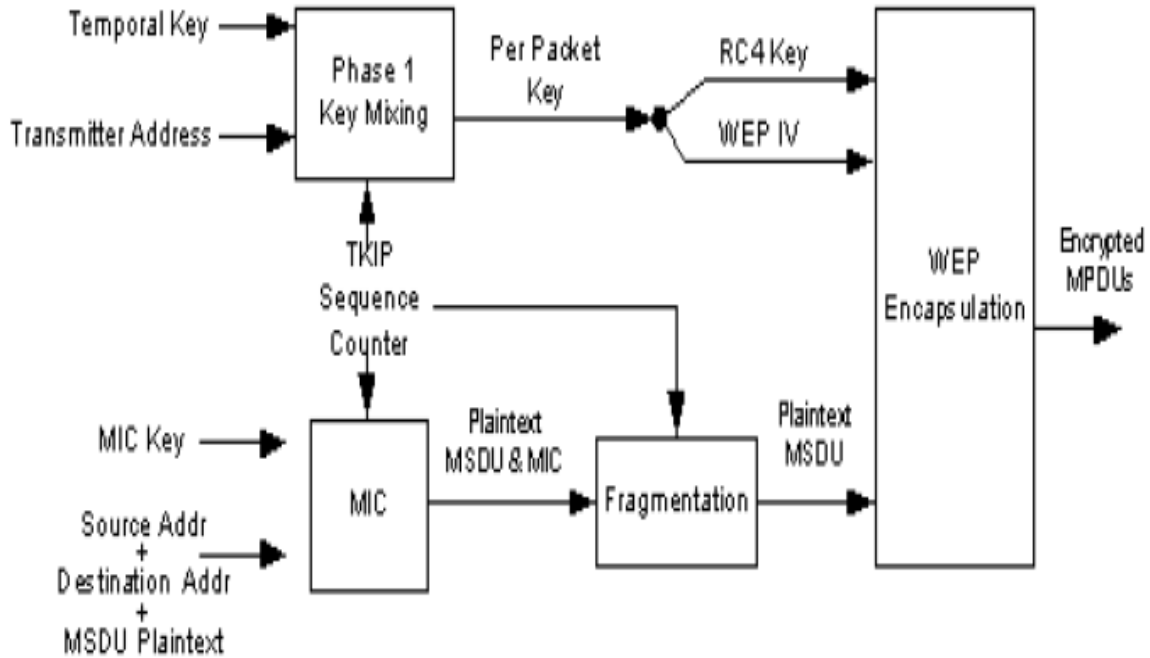 Temporal Key
Transmitter Address
Phase 1
Key Mixing
Per Packet
Key
RC4 Key
WEP IV
WEP
Encapsulation
Encrypted
MPDUs
TKIP
Sequence
Counter
MIC Key
Source Addr
+
Destination Addr
+
MSDU Plaintext
MIC
Plaintext
MSDU & MIC
Fragmentation
Plaintext
MSDU